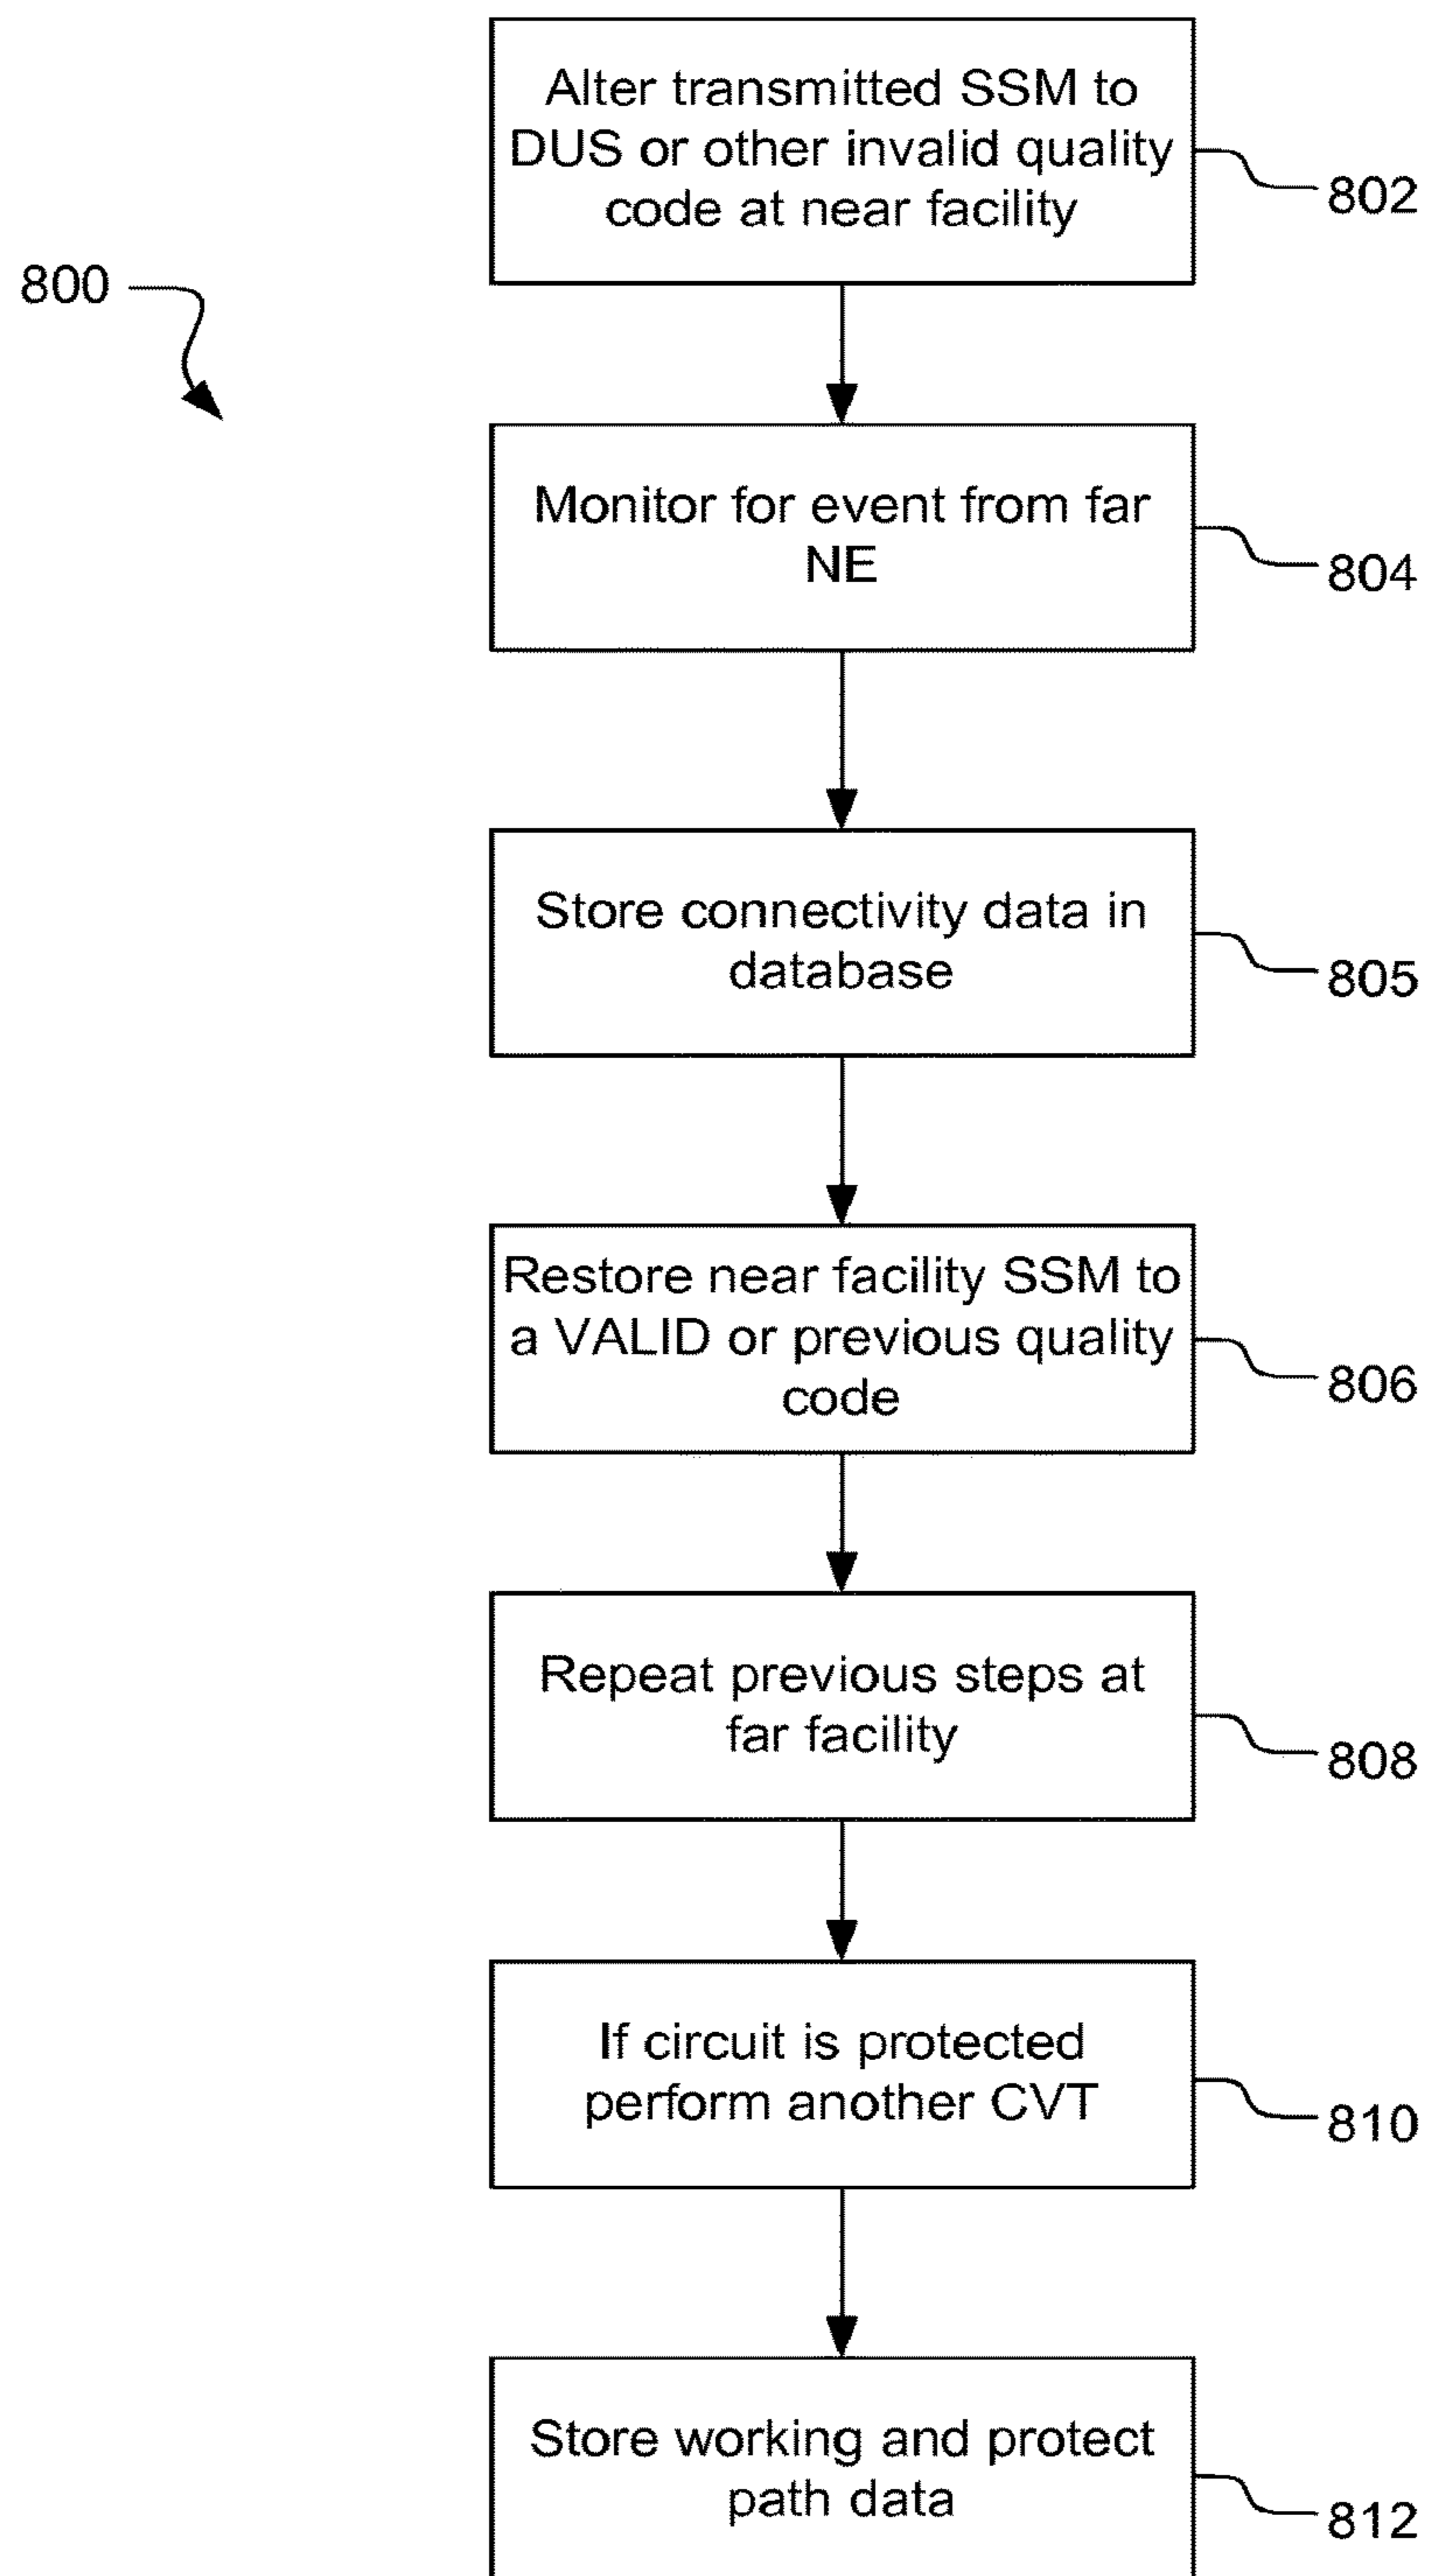 Alter transmitted SSM to
DUS or other invalid quality
code at near facility
802
800
Monitor for event from far
NE
804
Store connectivity data in
database
805
Restore near facility SSM to
a VALID or previous quality
code
806
Repeat previous steps at
far facility
808
If circuit is protected
perform another CVT
810
Store working and protect
path data
812